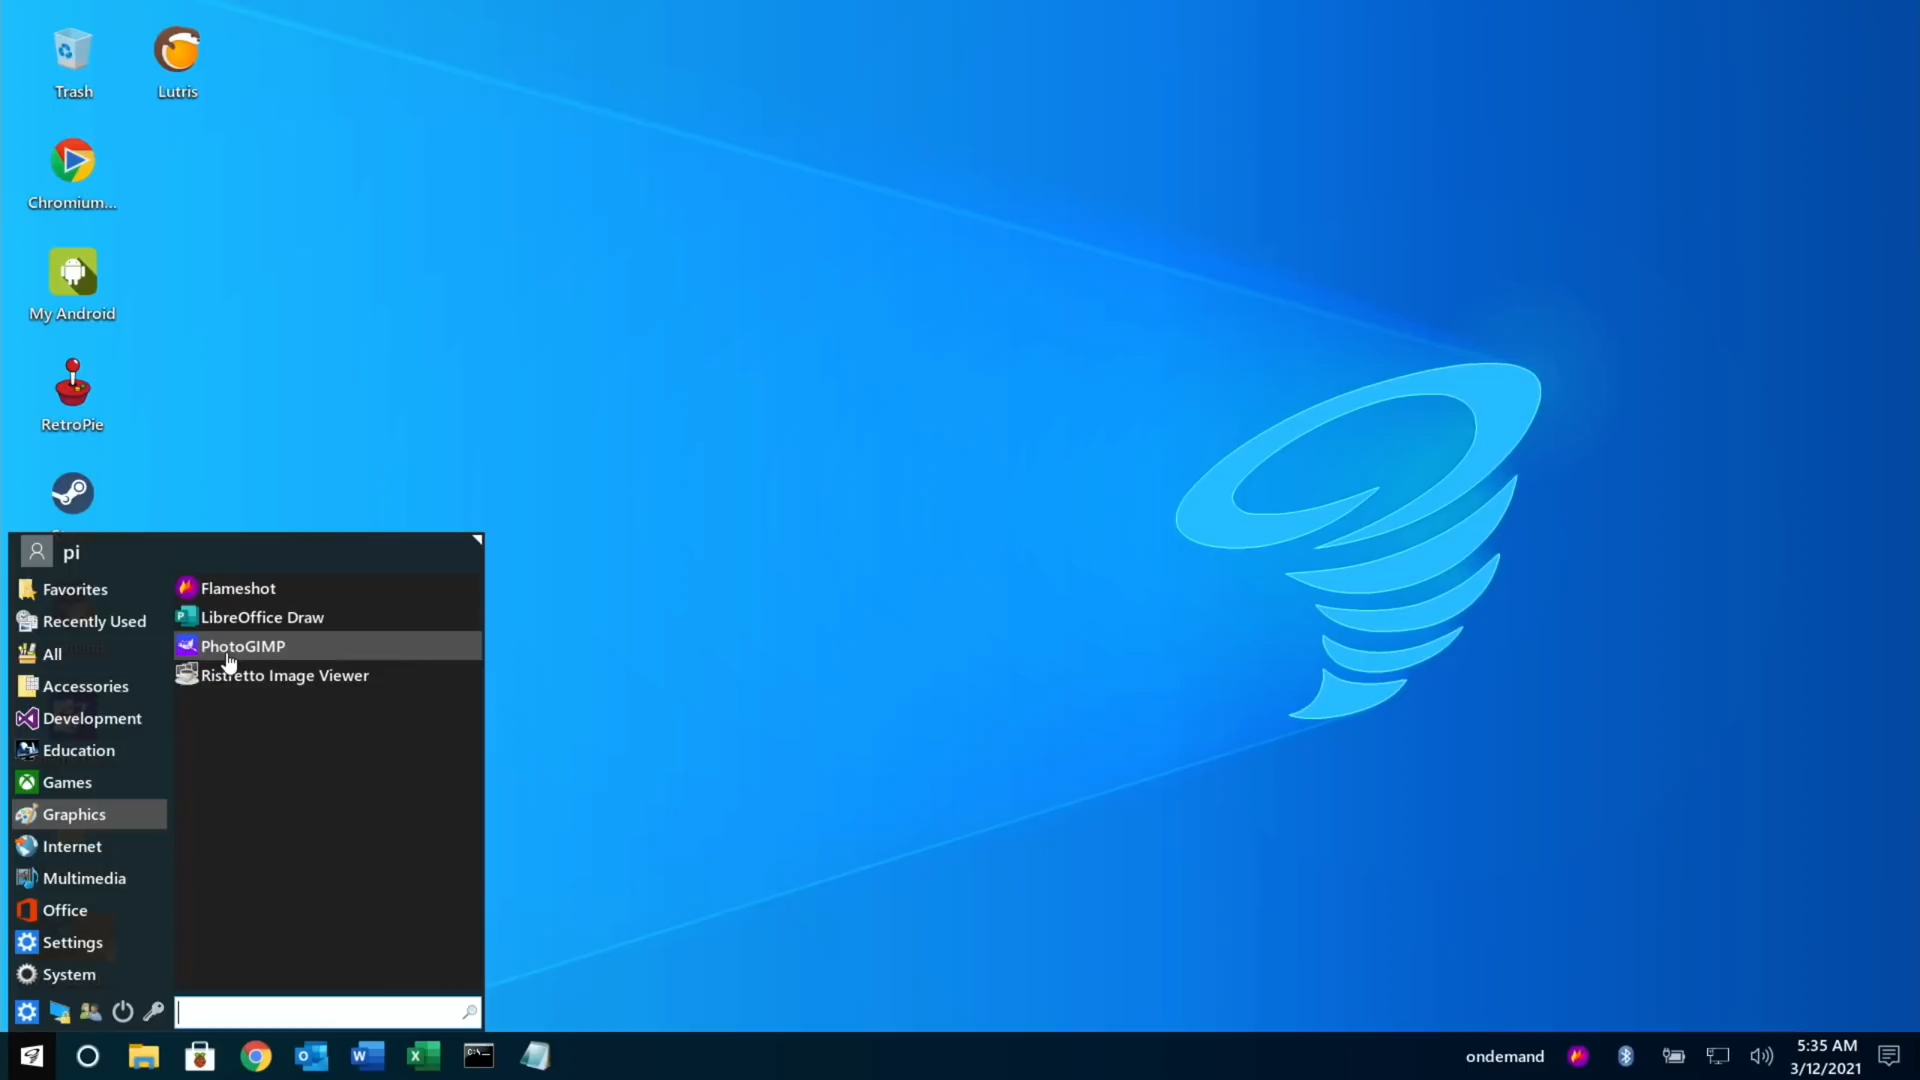 Trash
Lutris
Chromium...
My Android
RetroPie
pi
Favorites
Recently Used
All
Accessories
Development
Education
Games
Graphics
Internet
Multimedia
Office
Settings
System
Flameshot
LibreOffice Draw
PhotoGIMP
Ristretto Image Viewer
ondemand
5:35 AM
3/12/2021